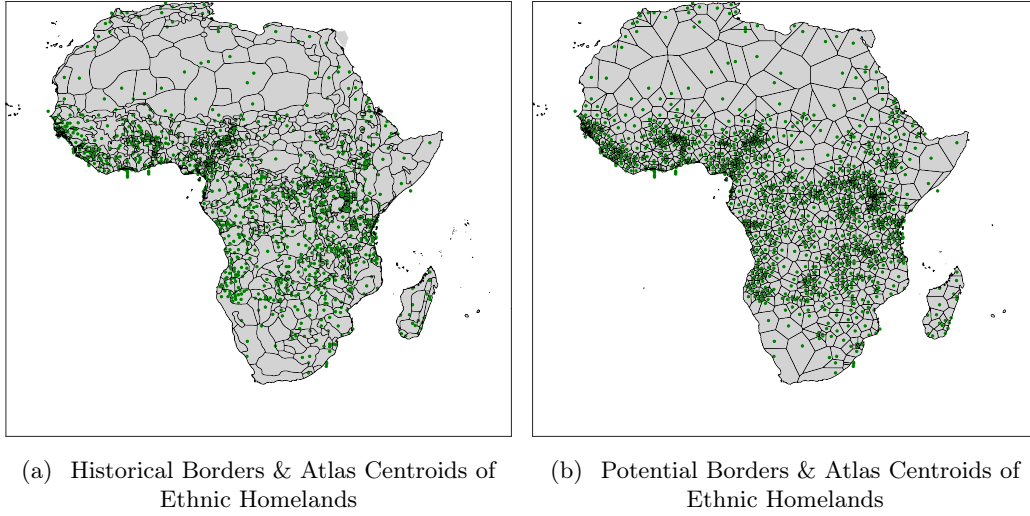 (a) Historical Borders & Atlas Centroids of
Ethnic Homelands
(b) Potential Borders & Atlas Centroids of
Ethnic Homelands